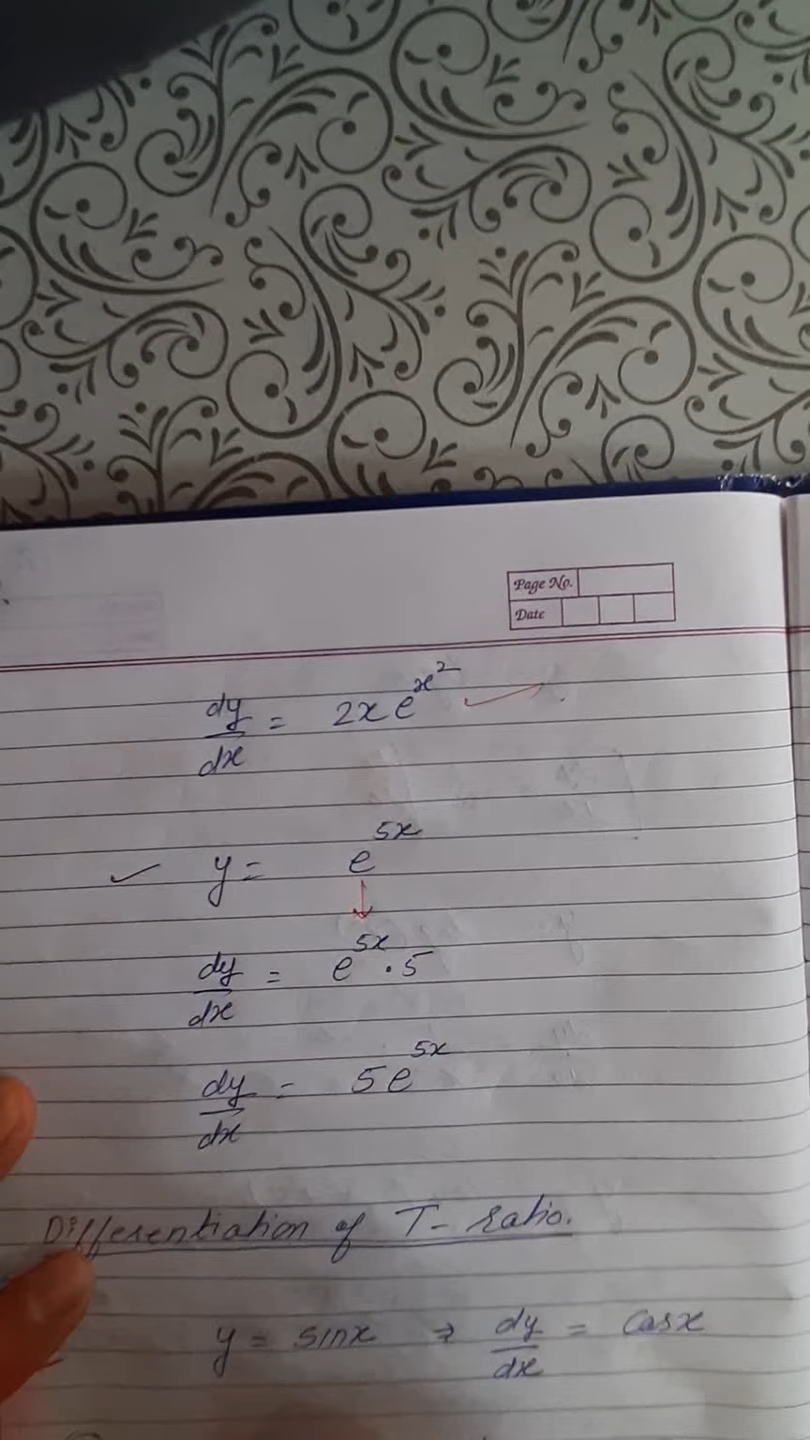 Page No.
Date
dy/dx = 2x e^x²
y = e^5x
dy/dx = e^5x · 5
dy/dx = 5e^5x
Differentiation of T-ratio.
y = sinx ⇒ dy/dx = Cosx